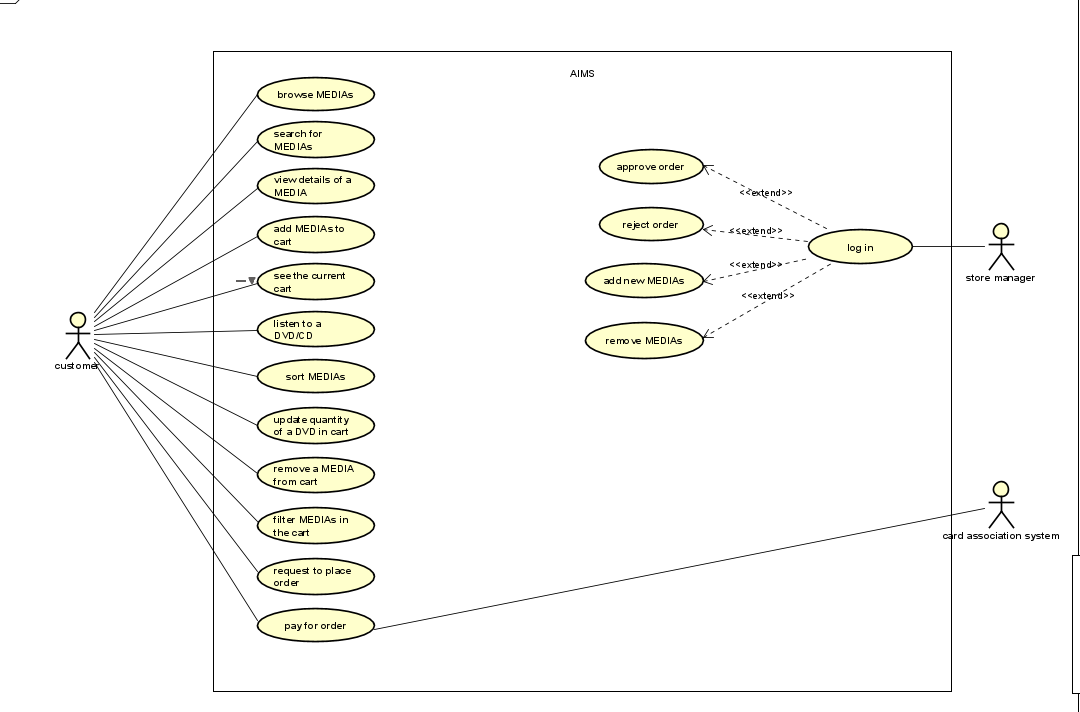 AIMS
browse MEDIAs
search for
MEDIAs
view details of a
MEDIA
add MEDIAs to
cart
see the current
cart
listen to a
DVD/CD
sort MEDIAs
update quantity
of a DVD in cart
remove a MEDIA
from cart
filter MEDIAs in
the cart
request to place
order
pay for order
customer
approve order
<<extend>>
reject order
<<extend>>
log in
add new MEDIAs
<<extend>>
remove MEDIAs
<<extend>>
store manager
card association system